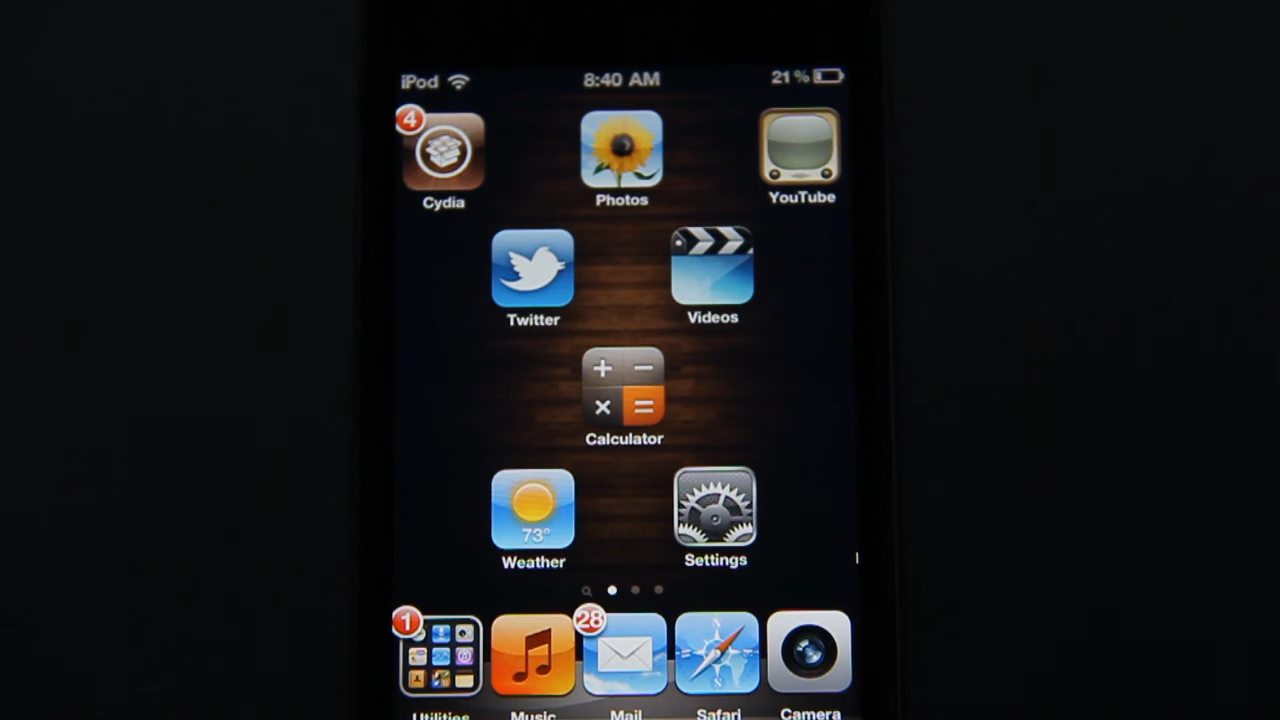 iPod 8:40 AM 21%
4
Cydia Photos YouTube
Twitter Videos
Calculator
73°
Weather Settings
1 28
N
S
Utilities Music Mail Safari Camera